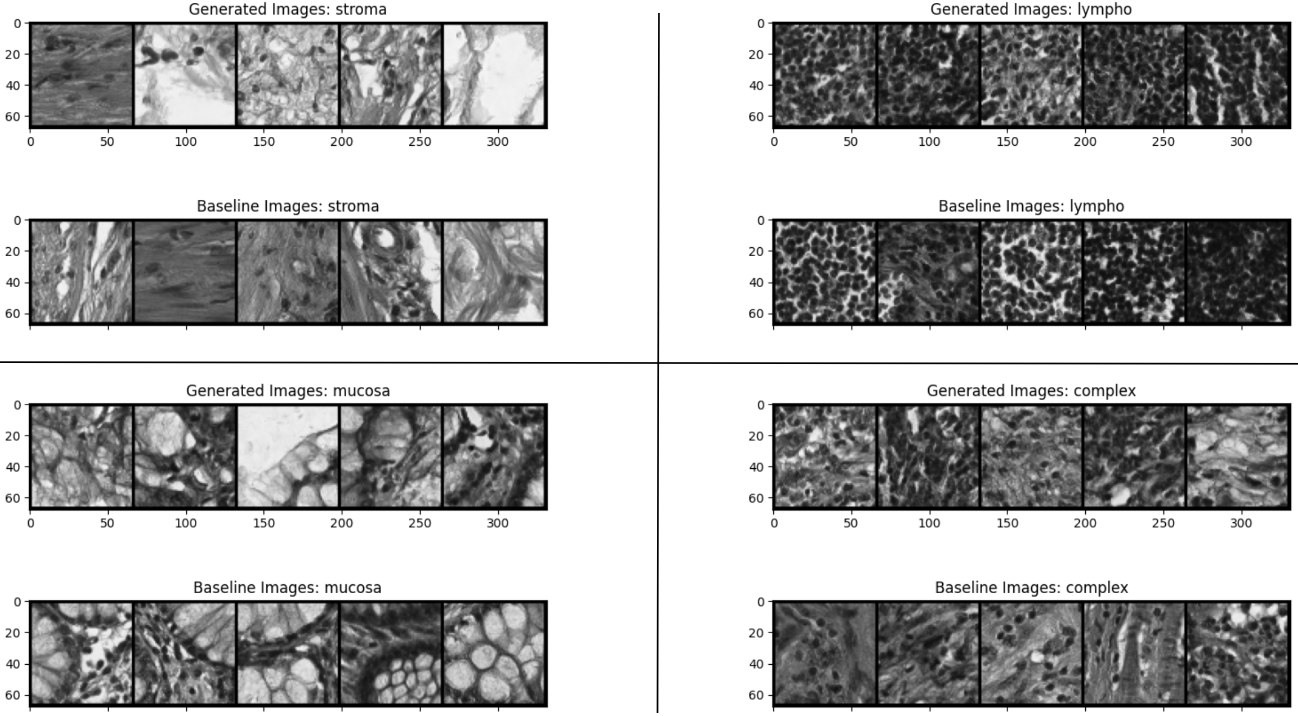 Generated Images: stroma
0
20
40
60
0 50 100 150 200 250 300
Baseline Images: stroma
0
20
40
60
Generated Images: lympho
0
20
40
60
0 50 100 150 200 250 300
Baseline Images: lympho
0
20
40
60
Generated Images: mucosa
0
20
40
60
0 50 100 150 200 250 300
Baseline Images: mucosa
0
20
40
60
Generated Images: complex
0
20
40
60
0 50 100 150 200 250 300
Baseline Images: complex
0
20
40
60